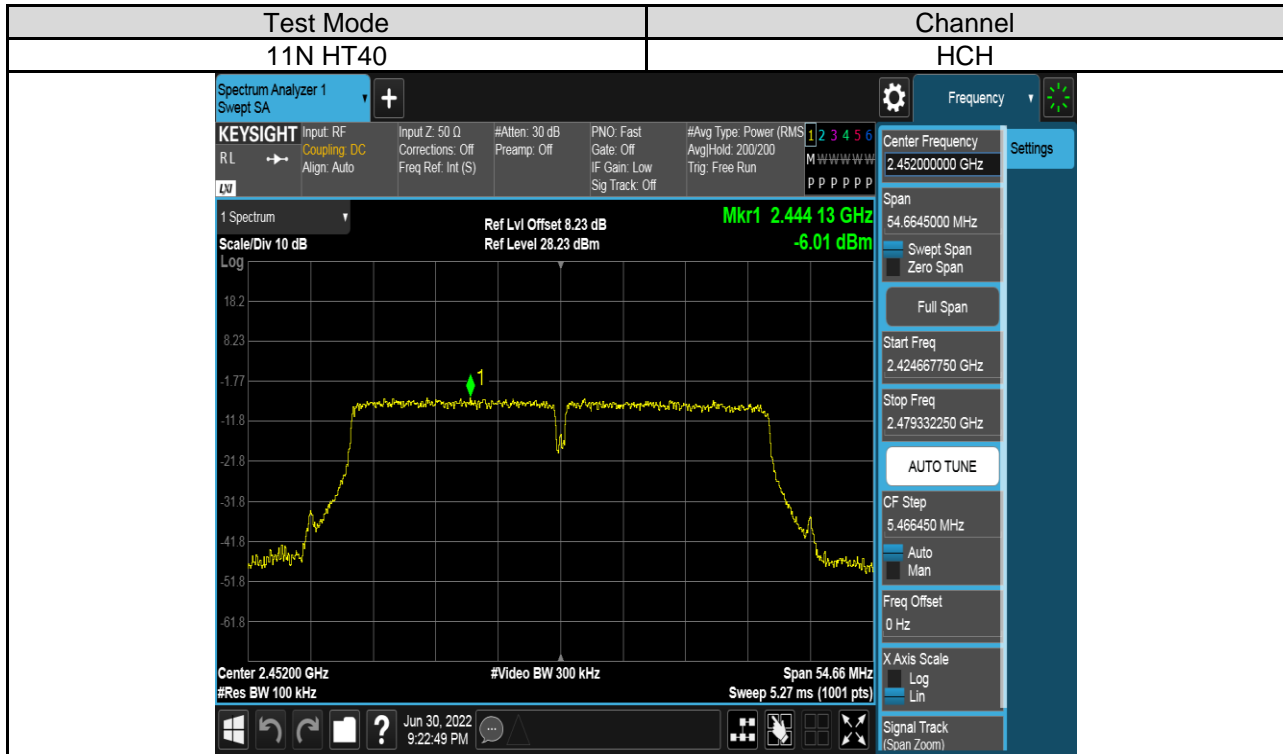 Test Mode Channel
11N HT40 HCH
Spectrum Analyzer 1
Swept SA
+
Frequency
KEYSIGHT
RL
LXI
Input: RF
Coupling: DC
Align: Auto
Input Z: 50 Ω
Corrections: Off
Freq Ref: Int (S)
#Atten: 30 dB
Preamp: Off
PNO: Fast
Gate: Off
IF Gain: Low
Sig Track: Off
#Avg Type: Power (RMS
Avg|Hold: 200/200
Trig: Free Run
1 2 3 4 5 6
M W W W W W
P P P P P P
1 Spectrum
Scale/Div 10 dB
Ref Lvl Offset 8.23 dB
Ref Level 28.23 dBm
Mkr1 2.444 13 GHz
-6.01 dBm
Log
18.2
8.23
-1.77
-11.8
-21.8
-31.8
-41.8
-51.8
-61.8
1
Center 2.45200 GHz
#Video BW 300 kHz
Span 54.66 MHz
#Res BW 100 kHz
Sweep 5.27 ms (1001 pts)
Center Frequency
2.452000000 GHz
Settings
Span
54.6645000 MHz
Swept Span
Zero Span
Full Span
Start Freq
2.424667750 GHz
Stop Freq
2.479332250 GHz
AUTO TUNE
CF Step
5.466450 MHz
Auto
Man
Freq Offset
0 Hz
X Axis Scale
Log
Lin
Signal Track
(Span Zoom)
?
Jun 30, 2022
9:22:49 PM